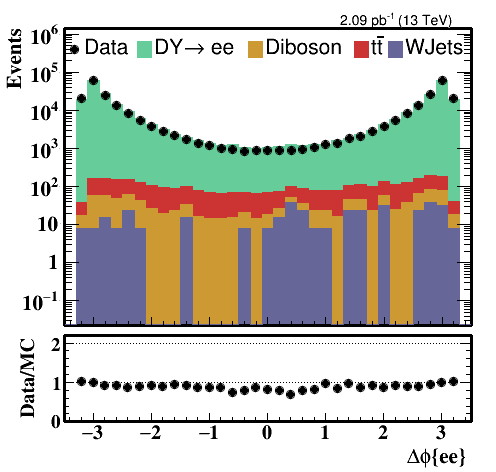 2.09 pb⁻¹ (13 TeV)
Events
Data DY→ ee Diboson tt̄ WJets
10⁶
10⁵
10⁴
10³
10²
10
1
10⁻¹
Data/MC
2
1
0
−3 −2 −1 0 1 2 3
Δϕ{ee}